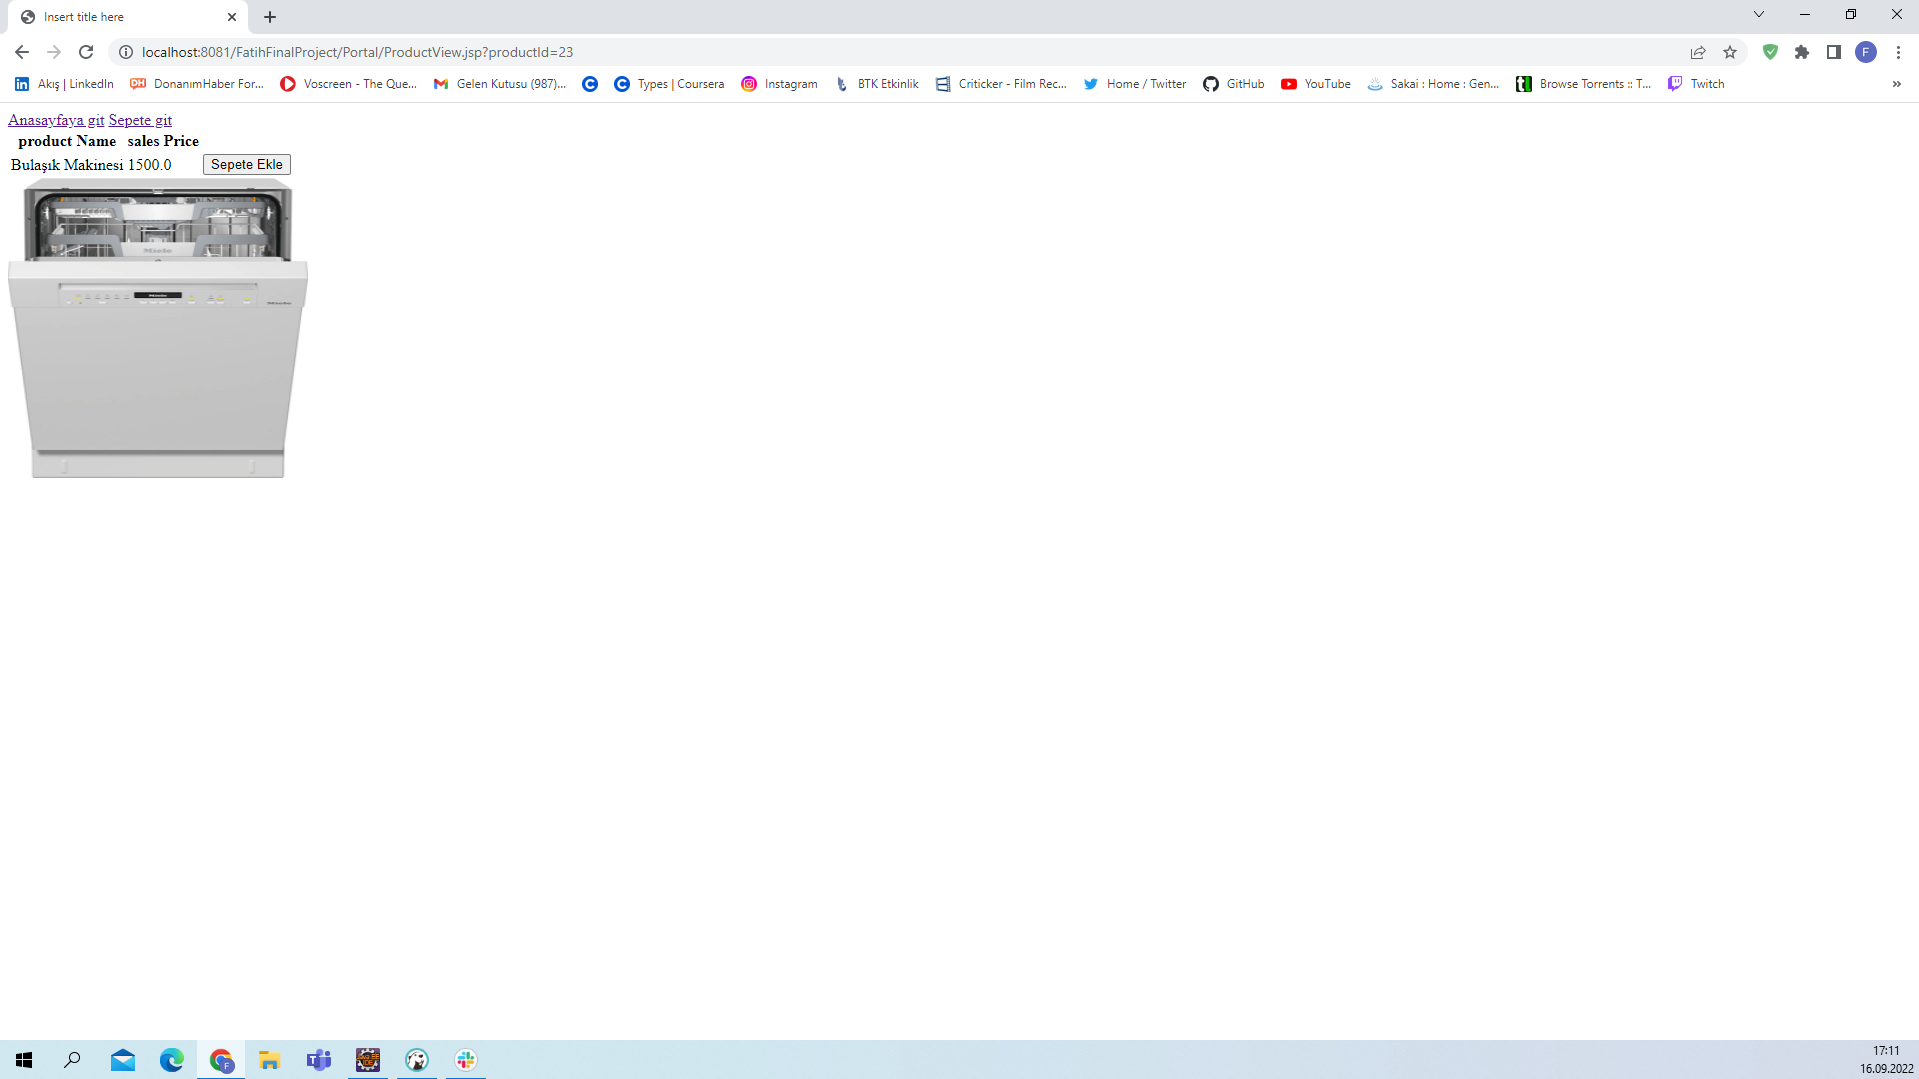 Insert title here
localhost:8081/FatihFinalProject/Portal/ProductView.jsp?productId=23
F
Akış | LinkedIn DonanımHaber For... Voscreen - The Que... Gelen Kutusu (987)... Types | Coursera Instagram BTK Etkinlik Criticker - Film Rec... Home / Twitter GitHub YouTube Sakai : Home : Gen... Browse Torrents :: T... Twitch »
Anasayfaya git Sepete git
product Name sales Price
Bulaşık Makinesi 1500.0 Sepete Ekle
17:11
16.09.2022